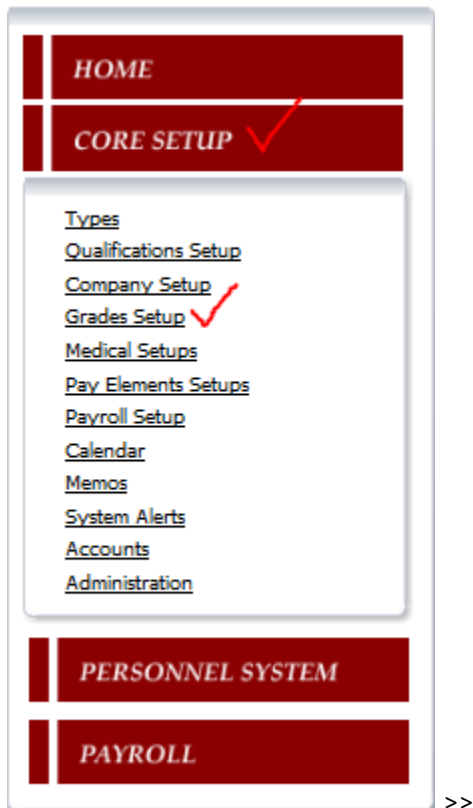 HOME
CORE SETUP
Types
Qualifications Setup
Company Setup
Grades Setup
Medical Setups
Pay Elements Setups
Payroll Setup
Calendar
Memos
System Alerts
Accounts
Administration
PERSONNEL SYSTEM
PAYROLL
>>